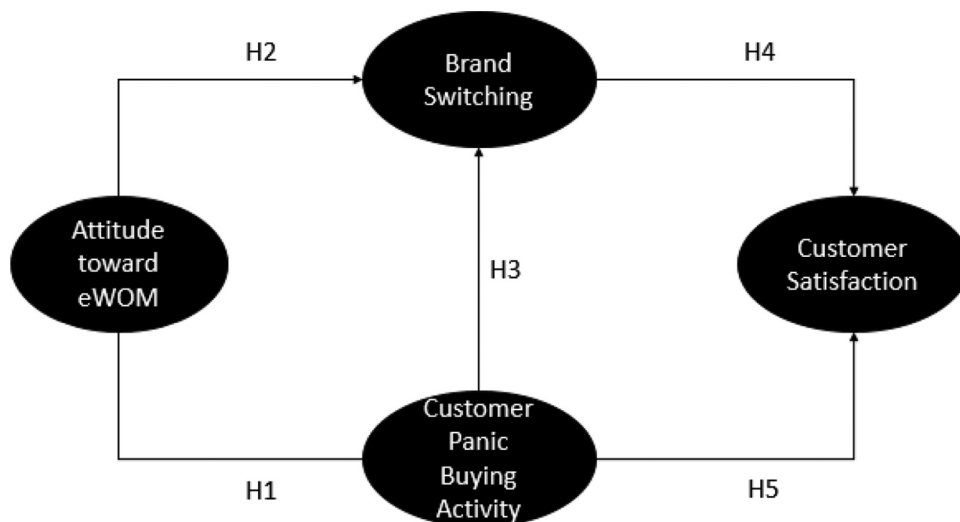 H2
Brand
Switching
H4
Attitude
toward
eWOM
H3
Customer
Satisfaction
Customer
Panic
Buying
Activity
H1
H5